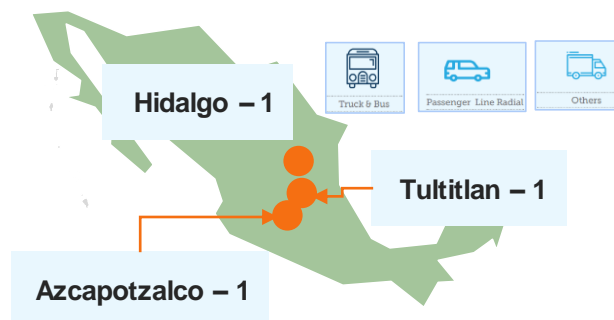 Hidalgo – 1
Truck & Bus
Passenger Line Radial
Others
Tultitlan – 1
Azcapotzalco – 1